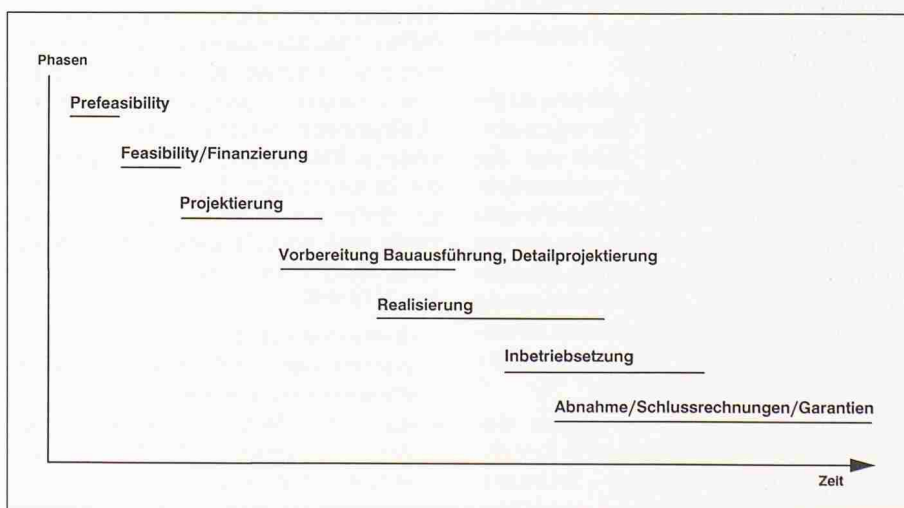 Phasen
Prefeasibility
Feasibility/Finanzierung
Projektierung
Vorbereitung Bauausführung, Detailprojektierung
Realisierung
Inbetriebsetzung
Abnahme/Schlussrechnungen/Garantien
Zeit